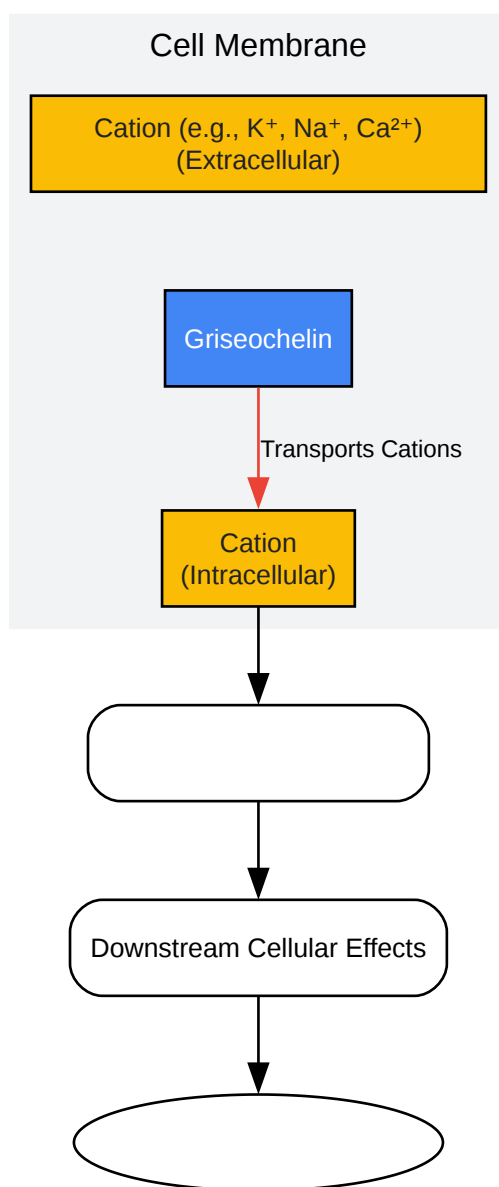 Cell Membrane
Cation (e.g., K⁺, Na⁺, Ca²⁺)
(Extracellular)
Griseochelin
Transports Cations
Cation
(Intracellular)
Downstream Cellular Effects